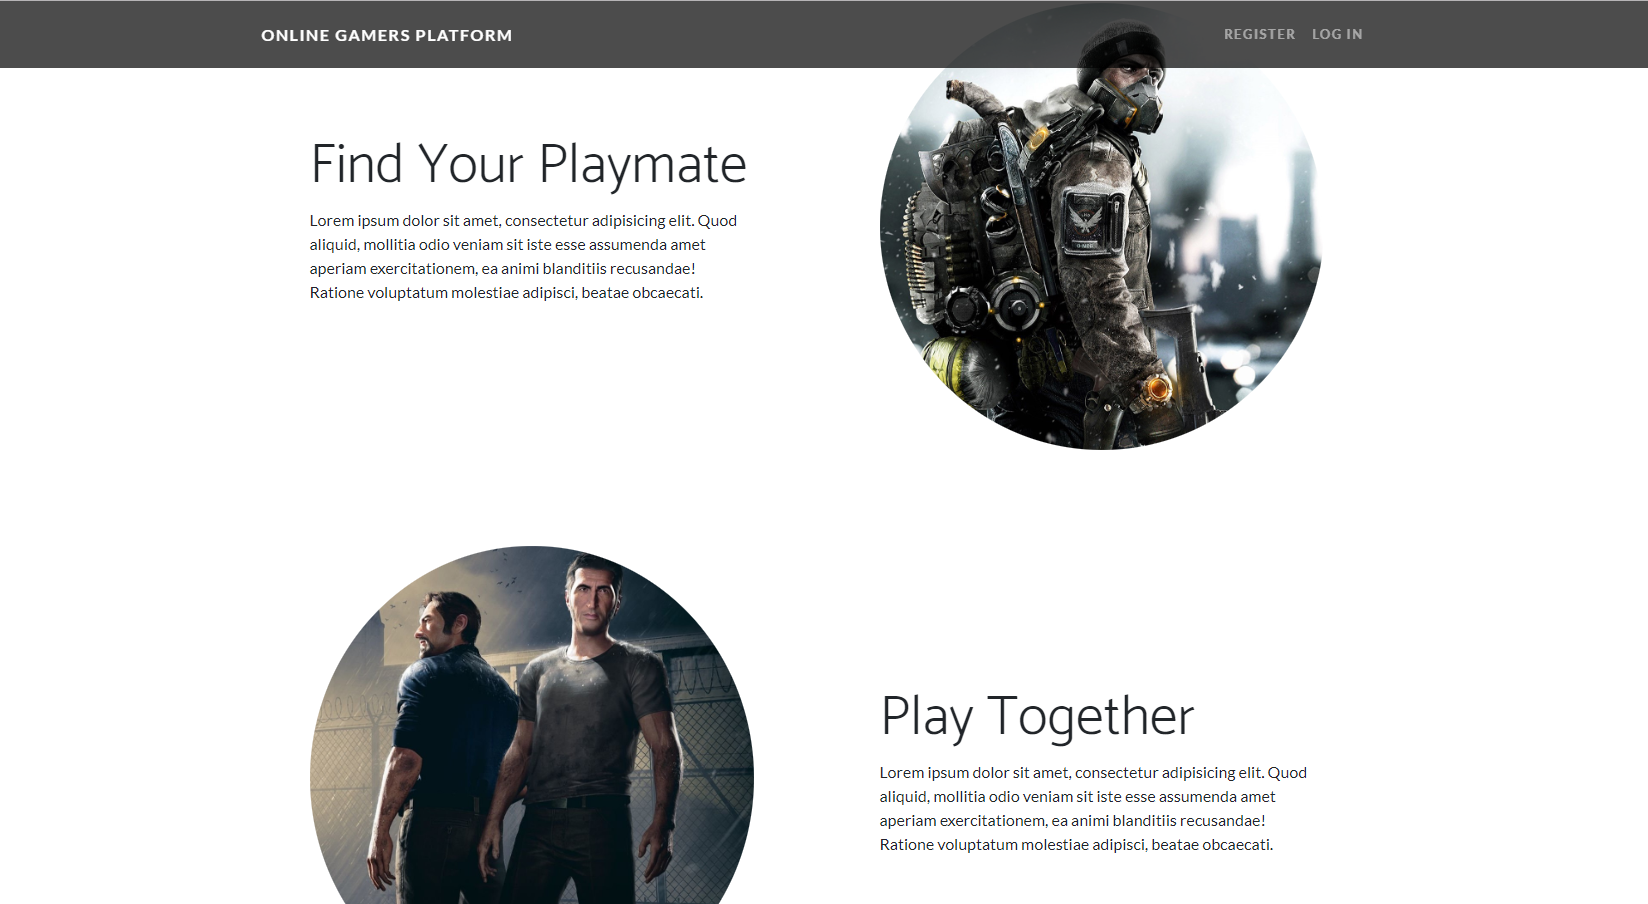 ONLINE GAMERS PLATFORM
REGISTER LOG IN
Find Your Playmate
Lorem ipsum dolor sit amet, consectetur adipisicing elit. Quod
aliquid, mollitia odio veniam sit iste esse assumenda amet
aperiam exercitationem, ea animi blanditiis recusandae!
Ratione voluptatum molestiae adipisci, beatae obcaecati.
Play Together
Lorem ipsum dolor sit amet, consectetur adipisicing elit. Quod
aliquid, mollitia odio veniam sit iste esse assumenda amet
aperiam exercitationem, ea animi blanditiis recusandae!
Ratione voluptatum molestiae adipisci, beatae obcaecati.